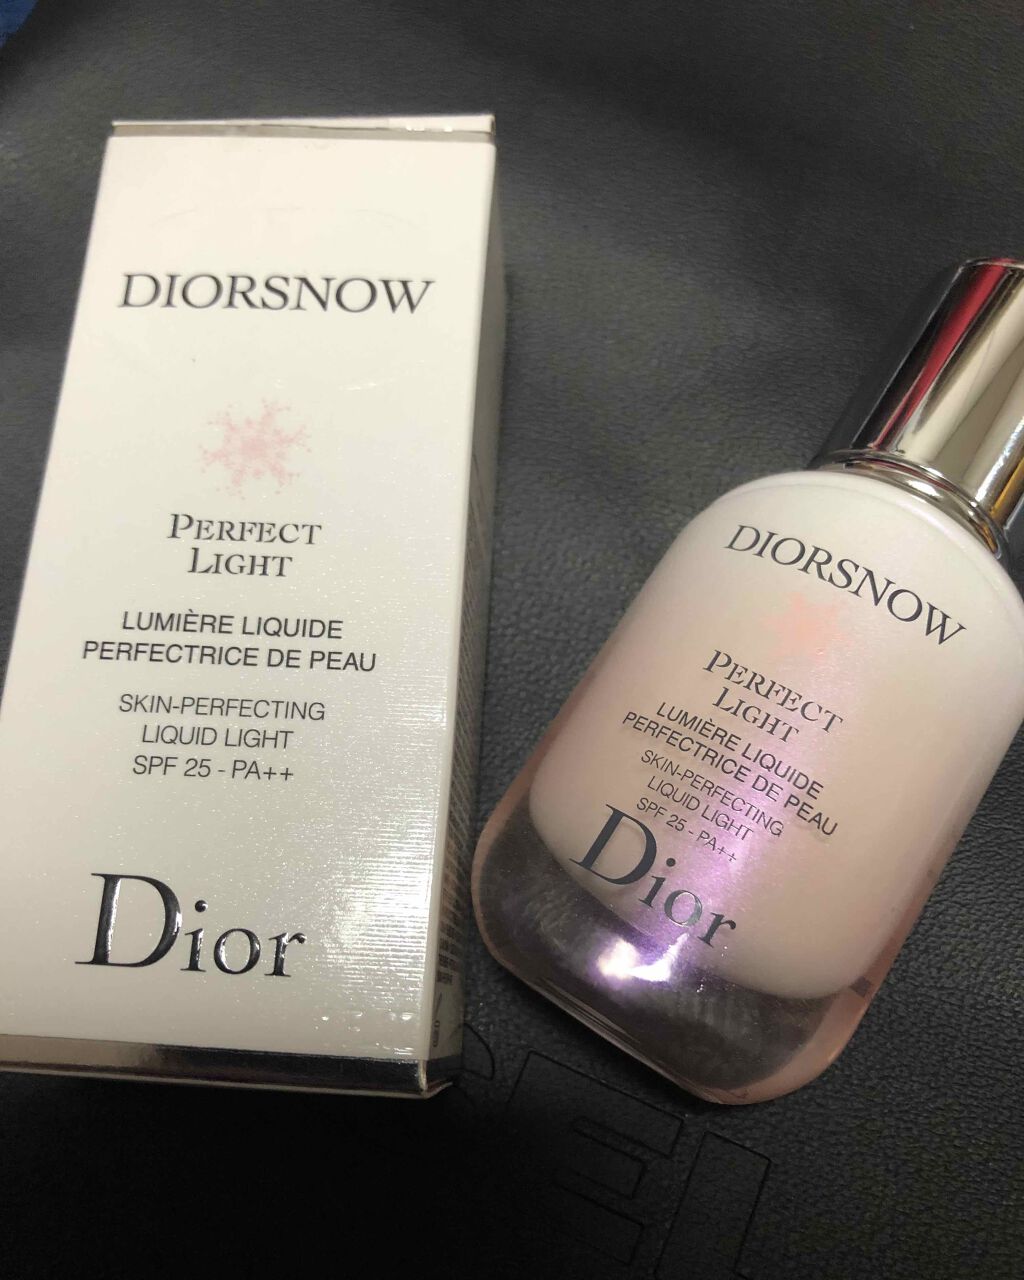 DIORSNOW
PERFECT
LIGHT
LUMIÈRE LIQUIDE
PERFECTRICE DE PEAU
SKIN-PERFECTING
LIQUID LIGHT
SPF 25 - PA++
Dior
DIORSNOW
PERFECT
LIGHT
LUMIÈRE LIQUIDE
PERFECTRICE DE PEAU
SKIN-PERFECTING
LIQUID LIGHT
SPF 25 - PA++
Dior